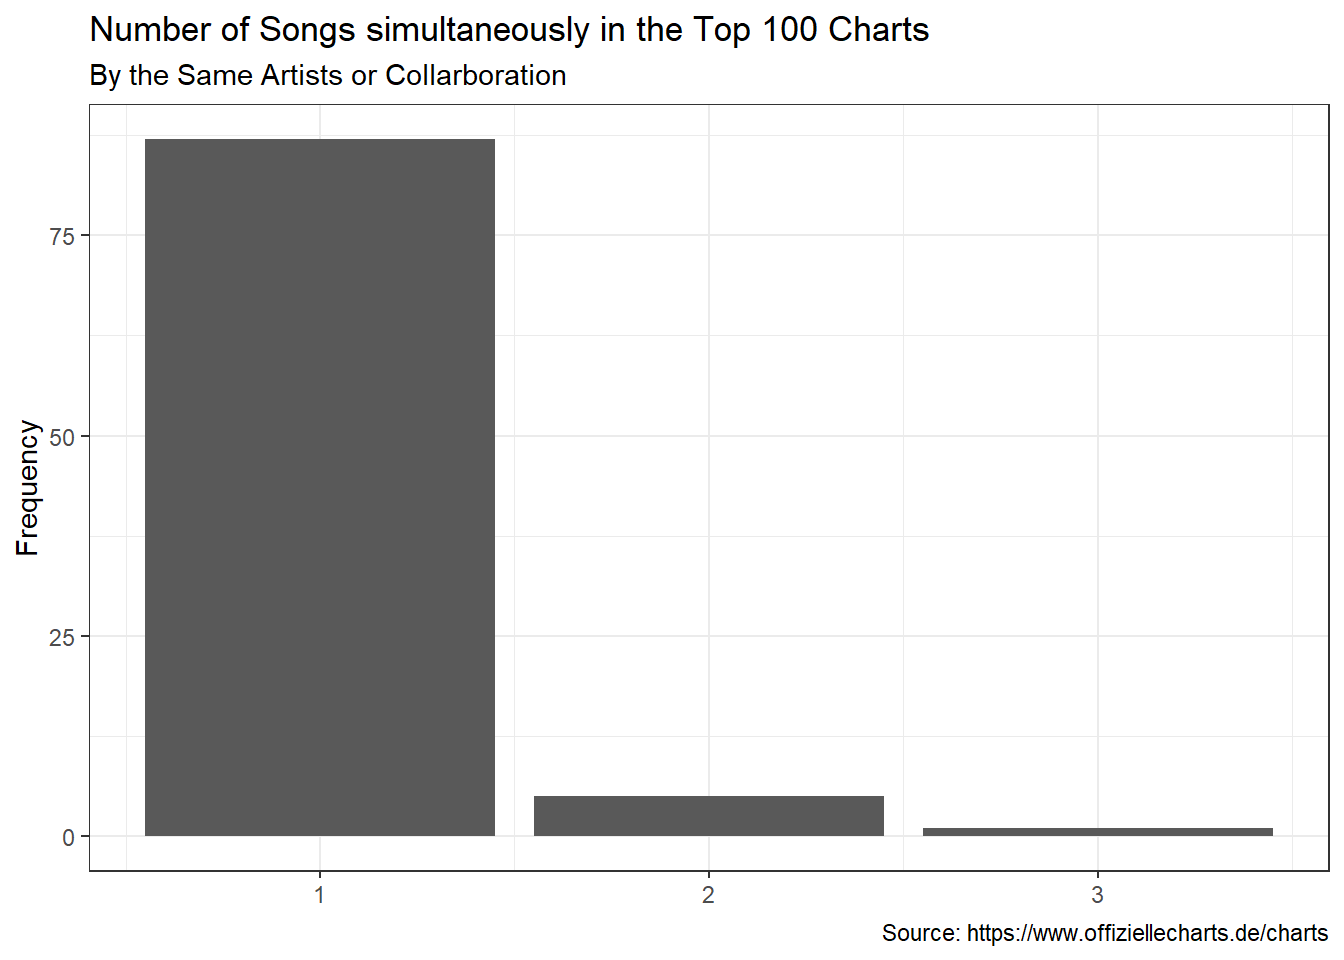 Number of Songs simultaneously in the Top 100 Charts
By the Same Artists or Collarboration
75
50
25
0
Frequency
1 2 3
Source: https://www.offiziellecharts.de/charts